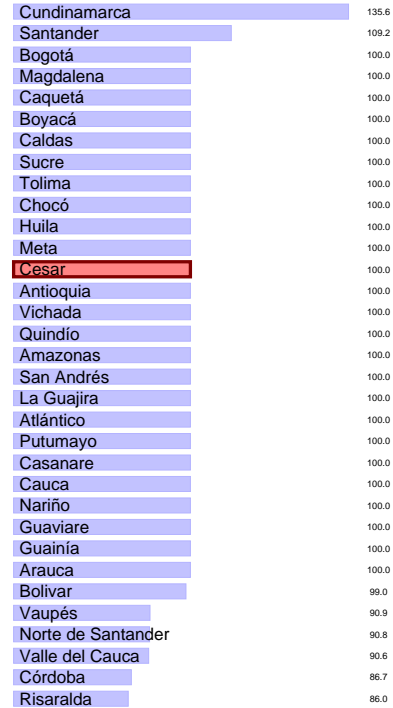 Cundinamarca 135.6
Santander 109.2
Bogotá 100.0
Magdalena 100.0
Caquetá 100.0
Boyacá 100.0
Caldas 100.0
Sucre 100.0
Tolima 100.0
Chocó 100.0
Huila 100.0
Meta 100.0
Cesar 100.0
Antioquia 100.0
Vichada 100.0
Quindío 100.0
Amazonas 100.0
San Andrés 100.0
La Guajira 100.0
Atlántico 100.0
Putumayo 100.0
Casanare 100.0
Cauca 100.0
Nariño 100.0
Guaviare 100.0
Guainía 100.0
Arauca 100.0
Bolivar 99.0
Vaupés 90.9
Norte de Santander 90.8
Valle del Cauca 90.6
Córdoba 86.7
Risaralda 86.0